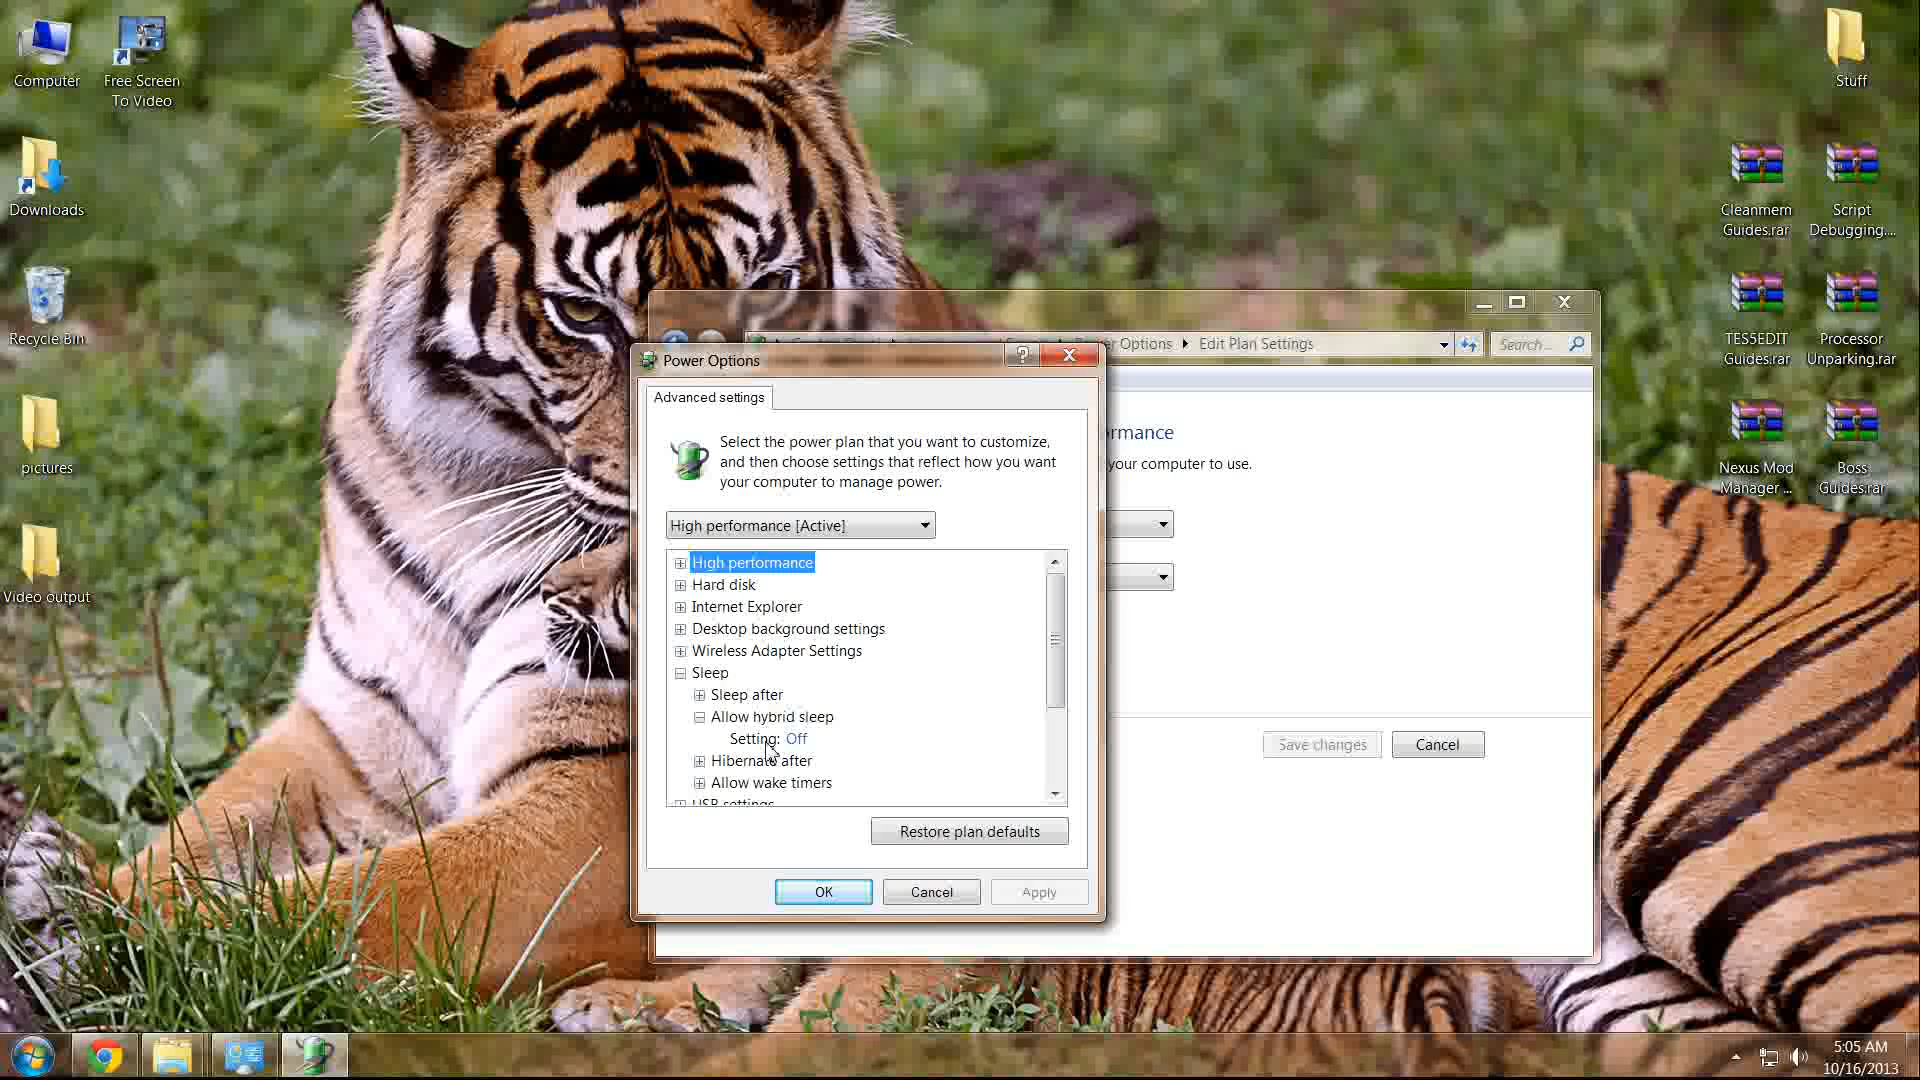 Computer
Free Screen
To Video
Downloads
Recycle Bin
pictures
Video output
Stuff
Cleanmem
Guides.rar
Script
Debugging....
TES5EDIT
Guides.rar
Processor
Unparking.rar
Nexus Mod
Manager ...
Boss
Guides.rar
Options
Edit Plan Settings
Search...
rmance
your computer to use.
Save changes
Cancel
Power Options
?
Advanced settings
Select the power plan that you want to customize,
and then choose settings that reflect how you want
your computer to manage power.
High performance [Active]
High performance
Hard disk
Internet Explorer
Desktop background settings
Wireless Adapter Settings
Sleep
Sleep after
Allow hybrid sleep
Setting: Off
Hibernate after
Allow wake timers
USB settings
Restore plan defaults
OK
Cancel
Apply
5:05 AM
10/16/2013